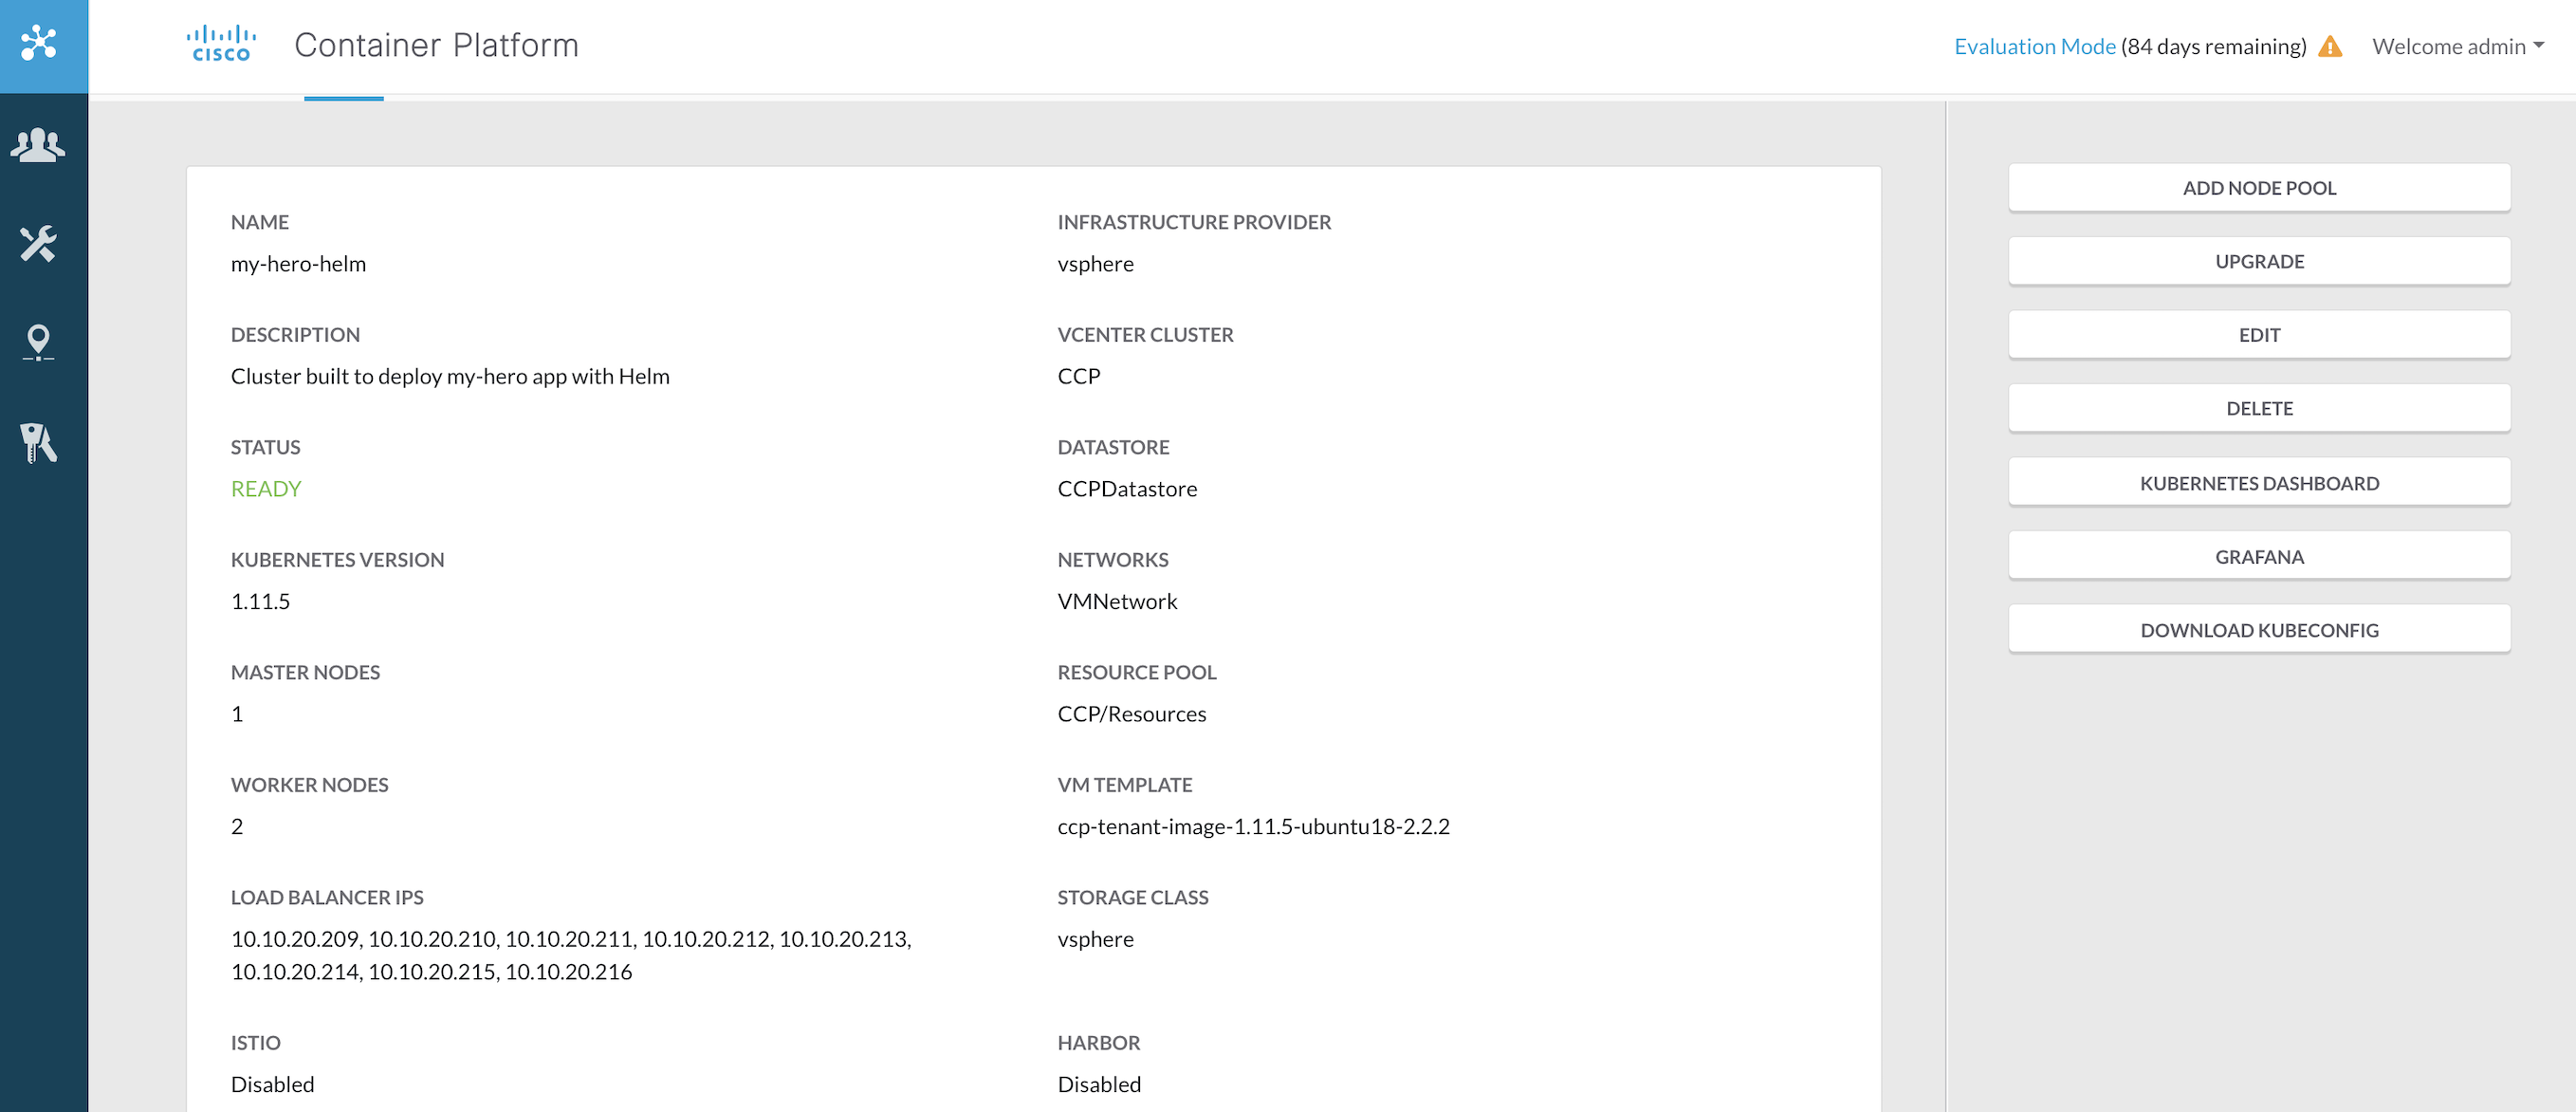 CISCO
Container Platform
Evaluation Mode (84 days remaining)
Welcome admin
NAME
my-hero-helm
DESCRIPTION
Cluster built to deploy my-hero app with Helm
STATUS
READY
KUBERNETES VERSION
1.11.5
MASTER NODES
1
WORKER NODES
2
LOAD BALANCER IPS
10.10.20.209, 10.10.20.210, 10.10.20.211, 10.10.20.212, 10.10.20.213,
10.10.20.214, 10.10.20.215, 10.10.20.216
ISTIO
Disabled
INFRASTRUCTURE PROVIDER
vsphere
VCENTER CLUSTER
CCP
DATASTORE
CCPDatastore
NETWORKS
VMNetwork
RESOURCE POOL
CCP/Resources
VM TEMPLATE
ccp-tenant-image-1.11.5-ubuntu18-2.2.2
STORAGE CLASS
vsphere
HARBOR
Disabled
ADD NODE POOL
UPGRADE
EDIT
DELETE
KUBERNETES DASHBOARD
GRAFANA
DOWNLOAD KUBECONFIG